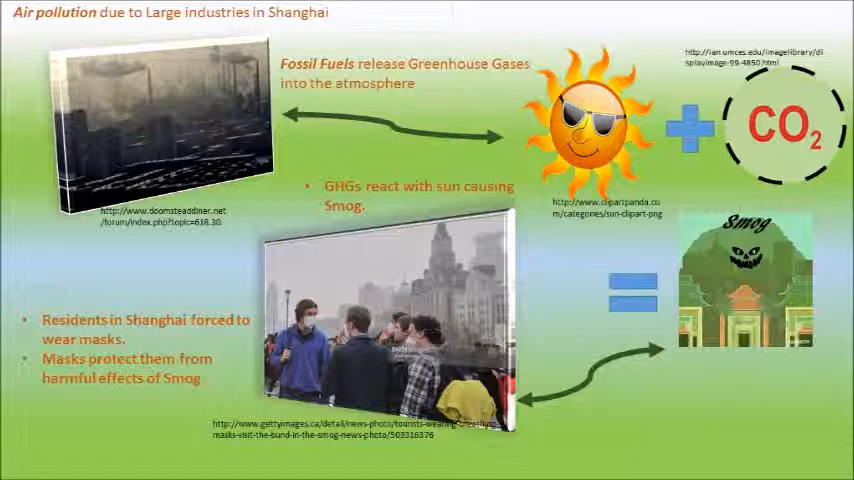 Air pollution due to Large industries in Shanghai
Fossil Fuels release Greenhouse Gases
into the atmosphere
http://ian.umces.edu/imagelibrary/di
splayimage-99-4850.html
CO2
• GHGs react with sun causing
Smog.
http://www.doomsteaddiner.net
/forum/index.php?topic=618.30
http://www.clipartpanda.co
m/categories/sun-clipart-png
Smog
• Residents in Shanghai forced to
wear masks.
• Masks protect them from
harmful effects of Smog
http://www.gettyimages.ca/detail/news-photo/tourists-wearing-breathing-
masks-visit-the-bund-in-the-smog-news-photo/503316376